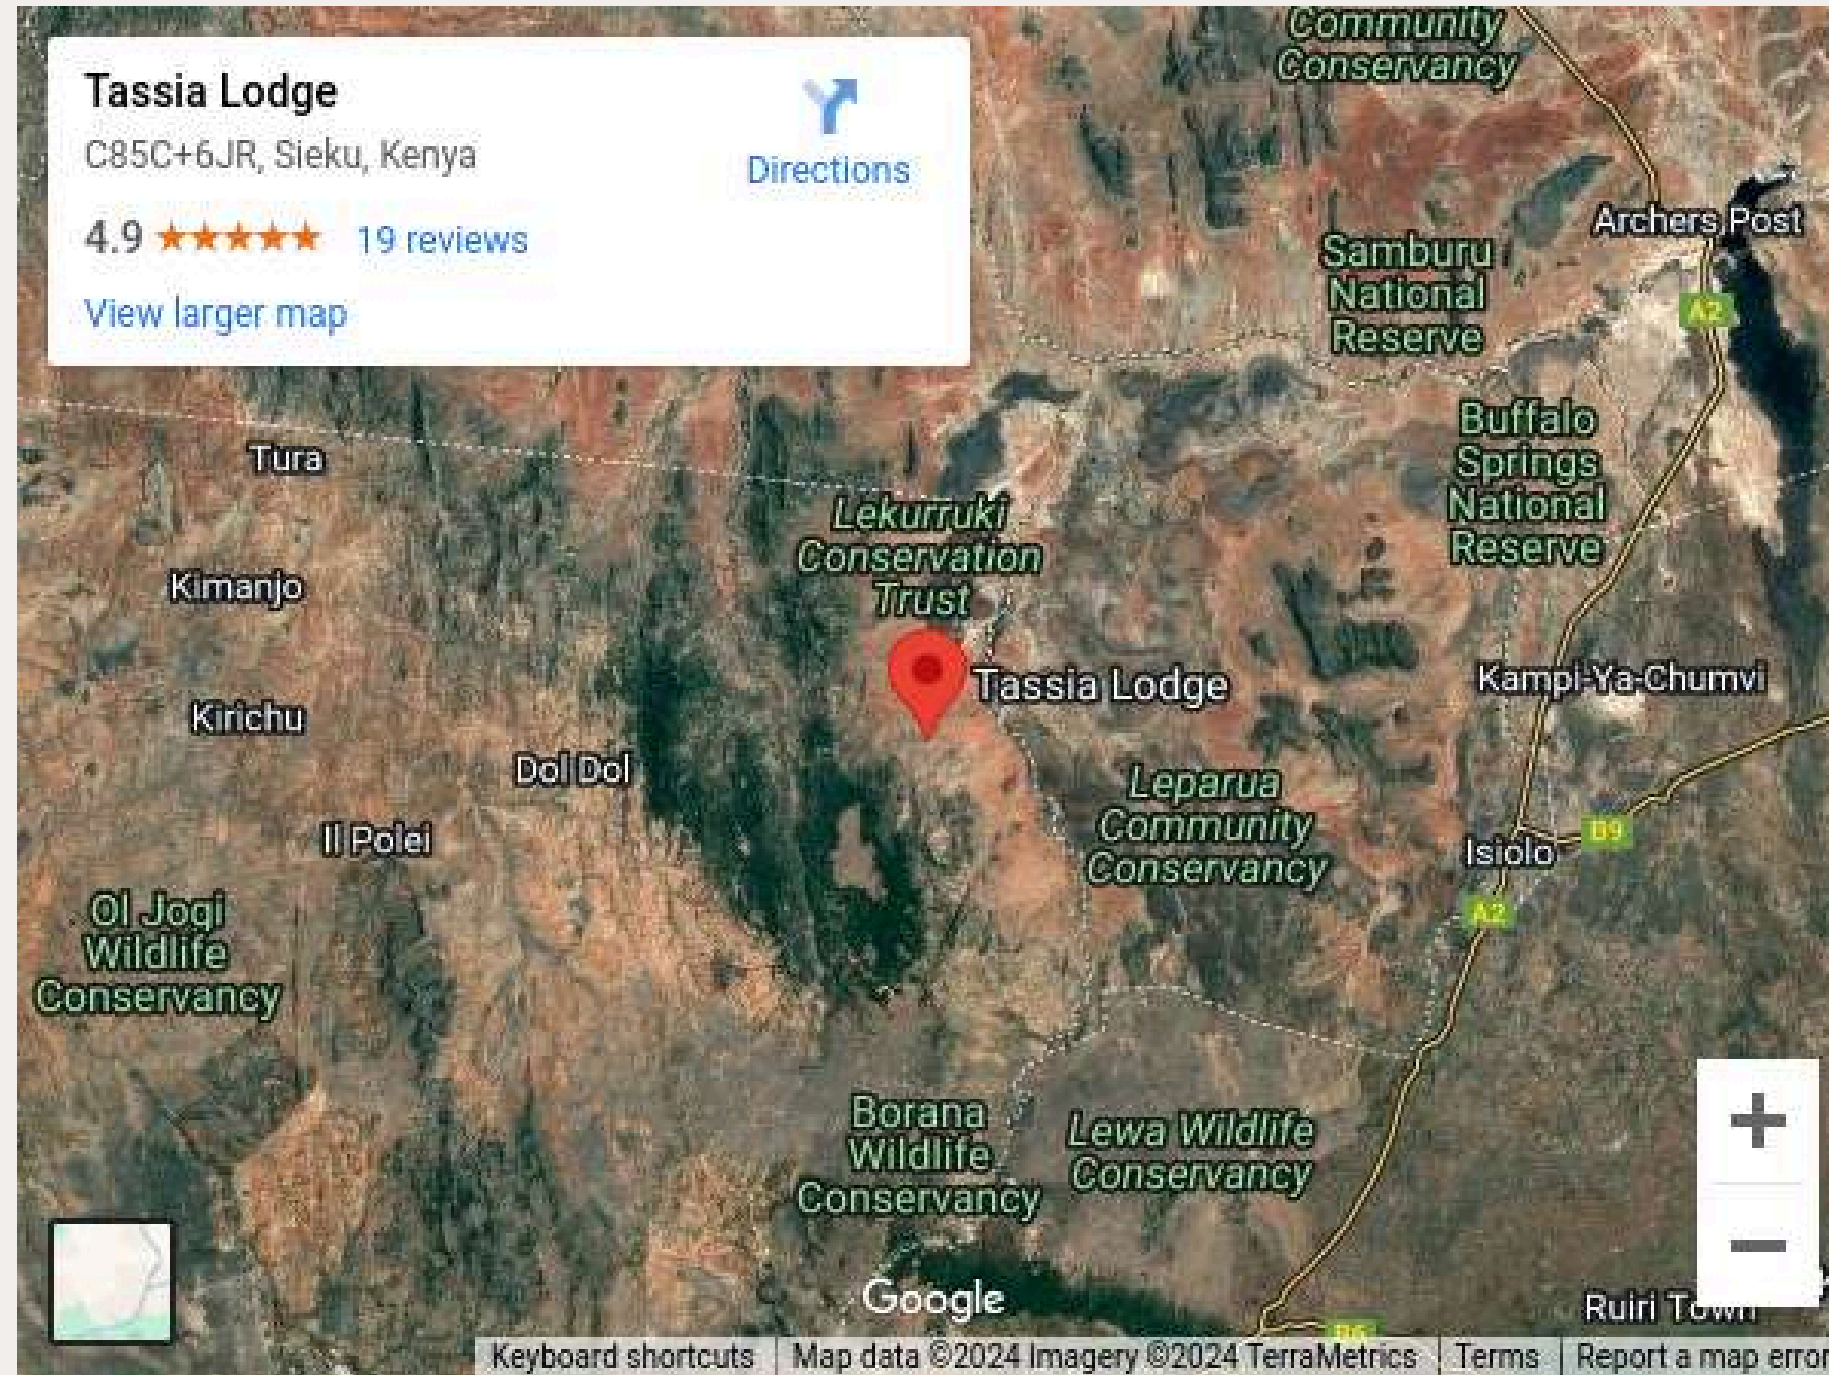 Tassia Lodge
C85C+6JR, Sieku, Kenya
4.9
19 reviews
View larger map
Directions
Community
Conservancy
Archers Post
Samburu
National
Reserve
A2
Buffalo
Springs
National
Reserve
Tura
Lekurruki
Conservation
Trust
Kimanjo
Tassia Lodge
Kampi-Ya-Chumvi
Kirichu
Dol Dol
Leparua
Community
Conservancy
Il Polei
B9
Isiolo
A2
Ol Jogi
Wildlife
Conservancy
Borana
Wildlife
Conservancy
Lewa Wildlife
Conservancy
Google
Ruiri Town
Keyboard shortcuts
Map data ©2024 Imagery ©2024 TerraMetrics
Terms
Report a map error